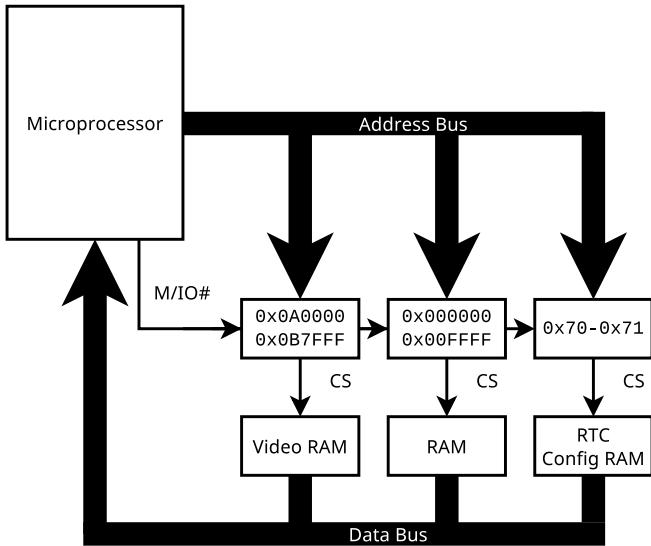 Microprocessor
Address Bus
M/IO#
0x0A0000
0x0B7FFF
0x000000
0x00FFFF
0x70-0x71
CS
CS
CS
Video RAM
RAM
RTC
Config RAM
Data Bus